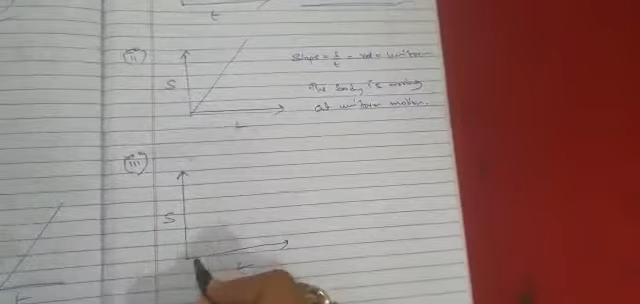 t
(ii)
S
t
Slope = s/t = vel = Uniform
The body is moving
at uniform motion.
(iii)
S
t
t